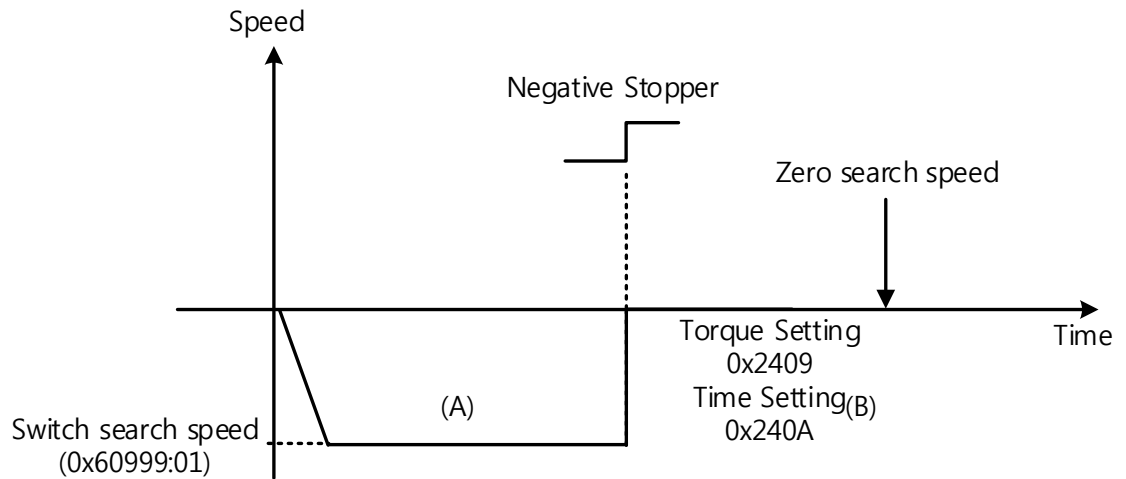 Speed
Negative Stopper
Zero search speed
Time
Torque Setting
0x2409
Time Setting(B)
0x240A
(A)
Switch search speed
(0x60999:01)